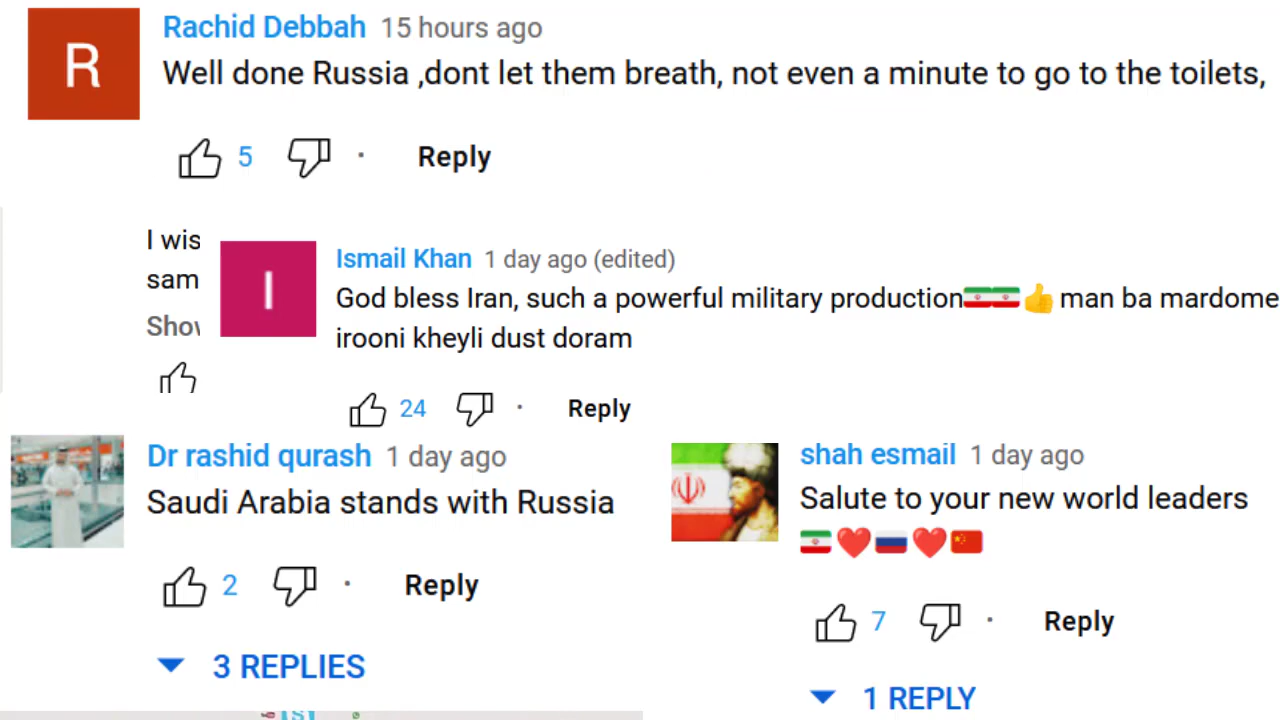 R
Rachid Debbah 15 hours ago
Well done Russia ,dont let them breath, not even a minute to go to the toilets,
5 · Reply
I wis
sam
Shov
I
Ismail Khan 1 day ago (edited)
God bless Iran, such a powerful military production🇮🇷🇮🇷👍 man ba mardome
irooni kheyli dust doram
24 · Reply
Dr rashid qurash 1 day ago
Saudi Arabia stands with Russia
2 · Reply
3 REPLIES
shah esmail 1 day ago
Salute to your new world leaders
🇮🇷❤️🇷🇺❤️🇨🇳
7 · Reply
1 REPLY